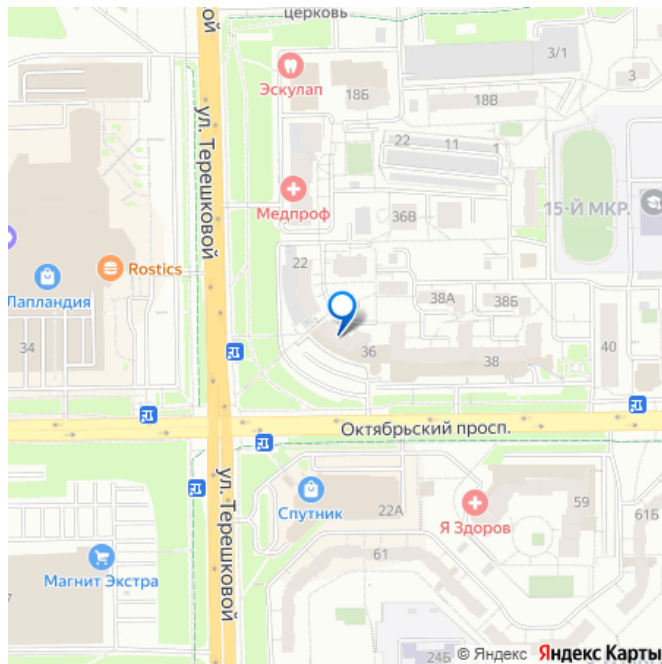 церковь
ой
3/1
3
Эскулап
18Б
18В
ул. Терешковой
22
11
1
Медпроф
36В
15-Й МКР.
22
Rostics
Лапландия
38А
38Б
34
36
38
40
Октябрьский просп.
ул. Терешковой
Спутник
22А
Я Здоров
59
61Б
61
Магнит Экстра
7
24Б
© Яндекс Яндекс Карты